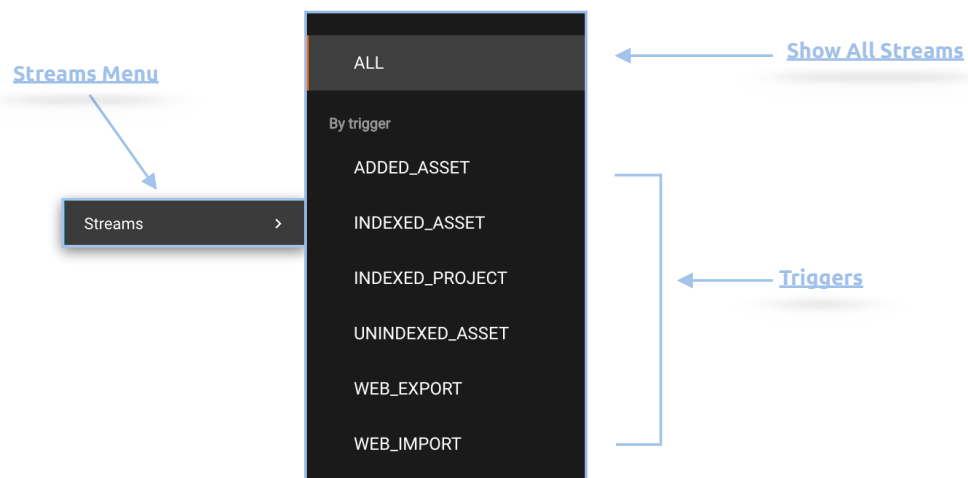 Streams Menu
Streams
ALL
By trigger
ADDED_ASSET
INDEXED_ASSET
INDEXED_PROJECT
UNINDEXED_ASSET
WEB_EXPORT
WEB_IMPORT
Show All Streams
Triggers